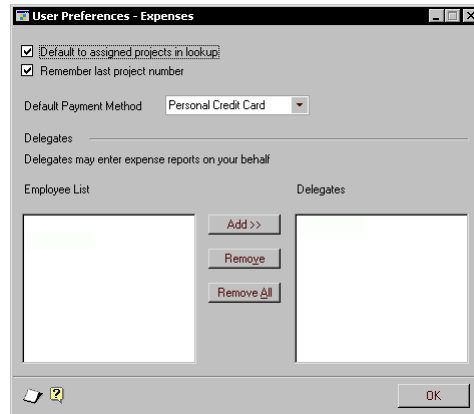 User Preferences - Expenses
Default to assigned projects in lookup
Remember last project number
Default Payment Method Personal Credit Card
Delegates
Delegates may enter expense reports on your behalf
Employee List Delegates
Add >>
Remove
Remove All
?
OK